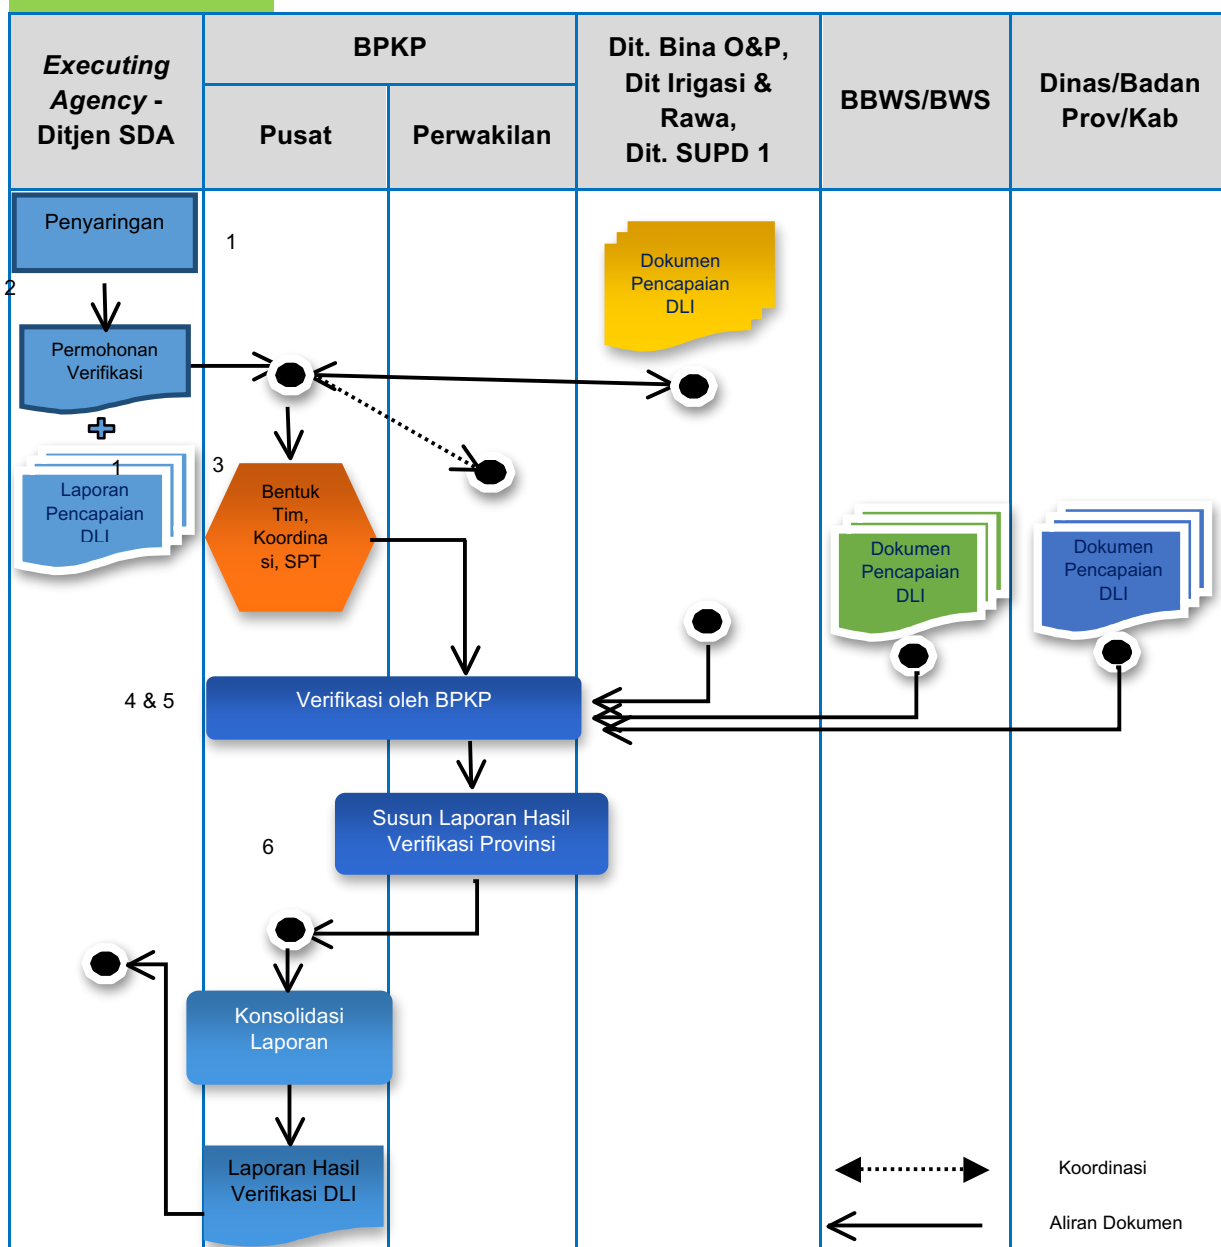 Executing
Agency -
Ditjen SDA
BPKP
Pusat
Perwakilan
Dit. Bina O&P,
Dit Irigasi &
Rawa,
Dit. SUPD 1
BBWS/BWS
Dinas/Badan
Prov/Kab
Penyaringan
1
2
Dokumen
Pencapaian
DLI
Permohonan
Verifikasi
1
Laporan
Pencapaian
DLI
3
Bentuk
Tim,
Koordina
si, SPT
Dokumen
Pencapaian
DLI
Dokumen
Pencapaian
DLI
4 & 5
Verifikasi oleh BPKP
Susun Laporan Hasil
Verifikasi Provinsi
6
Konsolidasi
Laporan
Laporan Hasil
Verifikasi DLI
Koordinasi
Aliran Dokumen